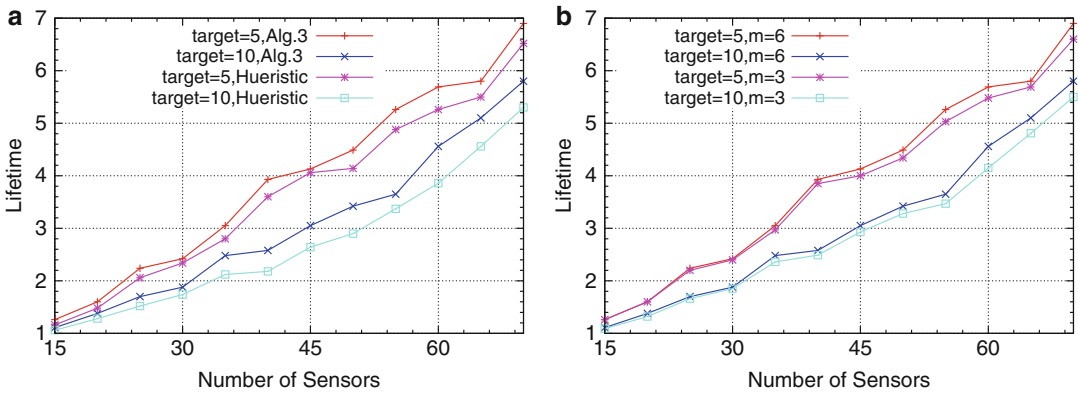 a
target=5,Alg.3
target=10,Alg.3
target=5,Hueristic
target=10,Hueristic
7
6
5
4
3
2
1
Lifetime
15 30 45 60
Number of Sensors
b
target=5,m=6
target=10,m=6
target=5,m=3
target=10,m=3
7
6
5
4
3
2
1
Lifetime
15 30 45 60
Number of Sensors